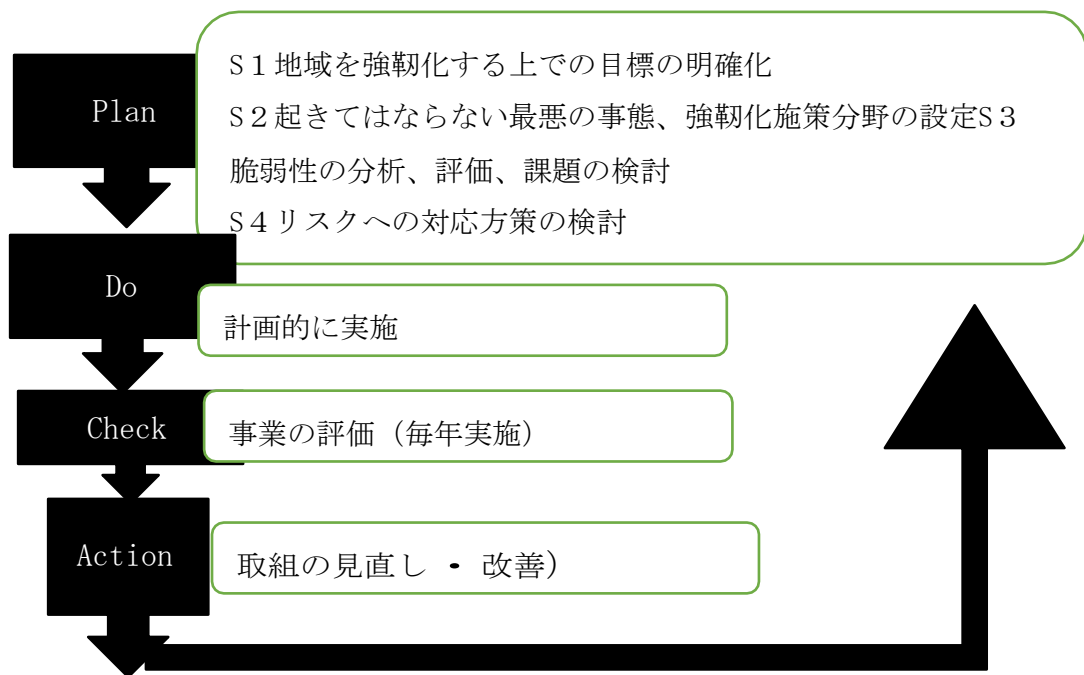 Plan
S１地域を強靭化する上での目標の明確化
S２起きてはならない最悪の事態、強靭化施策分野の設定S３
脆弱性の分析、評価、課題の検討
S４リスクへの対応方策の検討
Do
計画的に実施
Check
事業の評価（毎年実施）
Action
取組の見直し ・ 改善）